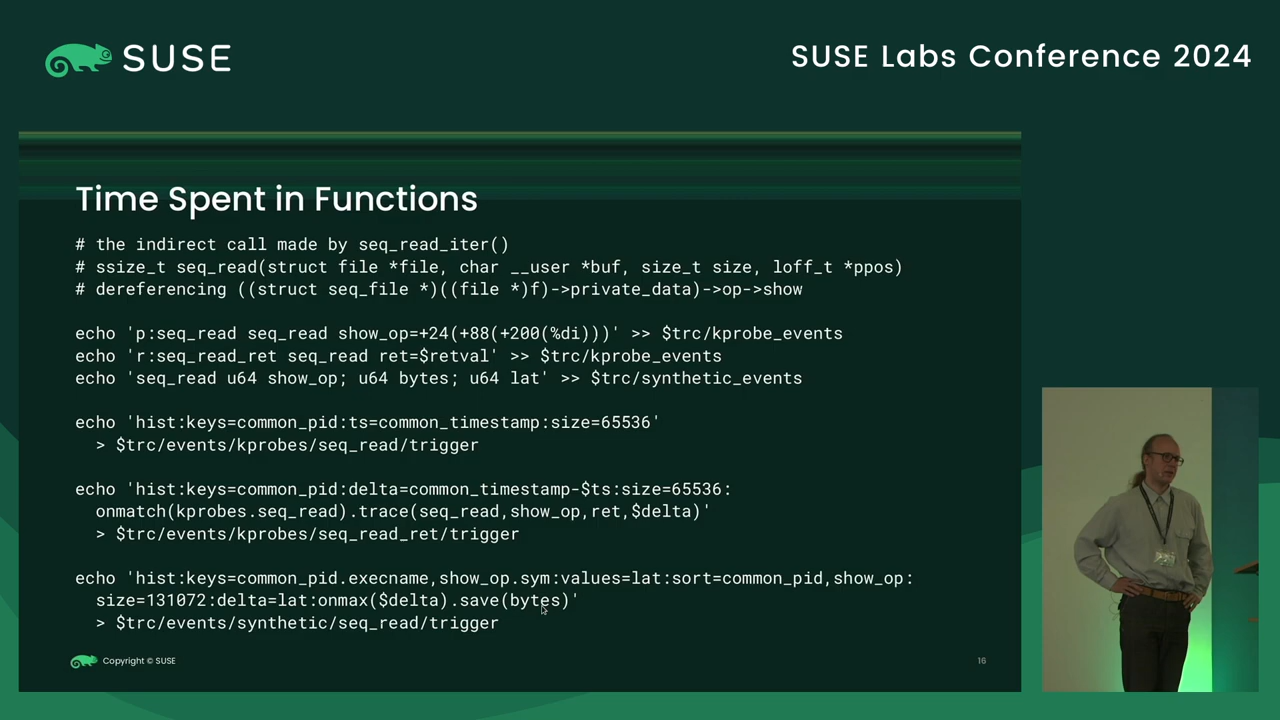 SUSE
SUSE Labs Conference 2024
Time Spent in Functions
# the indirect call made by seq_read_iter()
# ssize_t seq_read(struct file *file, char __user *buf, size_t size, loff_t *ppos)
# dereferencing ((struct seq_file *)((file *)f)->private_data)->op->show
echo 'p:seq_read seq_read show_op=+24(+88(+200(%di)))' >> $trc/kprobe_events
echo 'r:seq_read_ret seq_read ret=$retval' >> $trc/kprobe_events
echo 'seq_read u64 show_op; u64 bytes; u64 lat' >> $trc/synthetic_events
echo 'hist:keys=common_pid:ts=common_timestamp:size=65536'
> $trc/events/kprobes/seq_read/trigger
echo 'hist:keys=common_pid:delta=common_timestamp-$ts:size=65536:
onmatch(kprobes.seq_read).trace(seq_read,show_op,ret,$delta)'
> $trc/events/kprobes/seq_read_ret/trigger
echo 'hist:keys=common_pid.execname,show_op.sym:values=lat:sort=common_pid,show_op:
size=131072:delta=lat:onmax($delta).save(bytes)'
> $trc/events/synthetic/seq_read/trigger
Copyright © SUSE
16